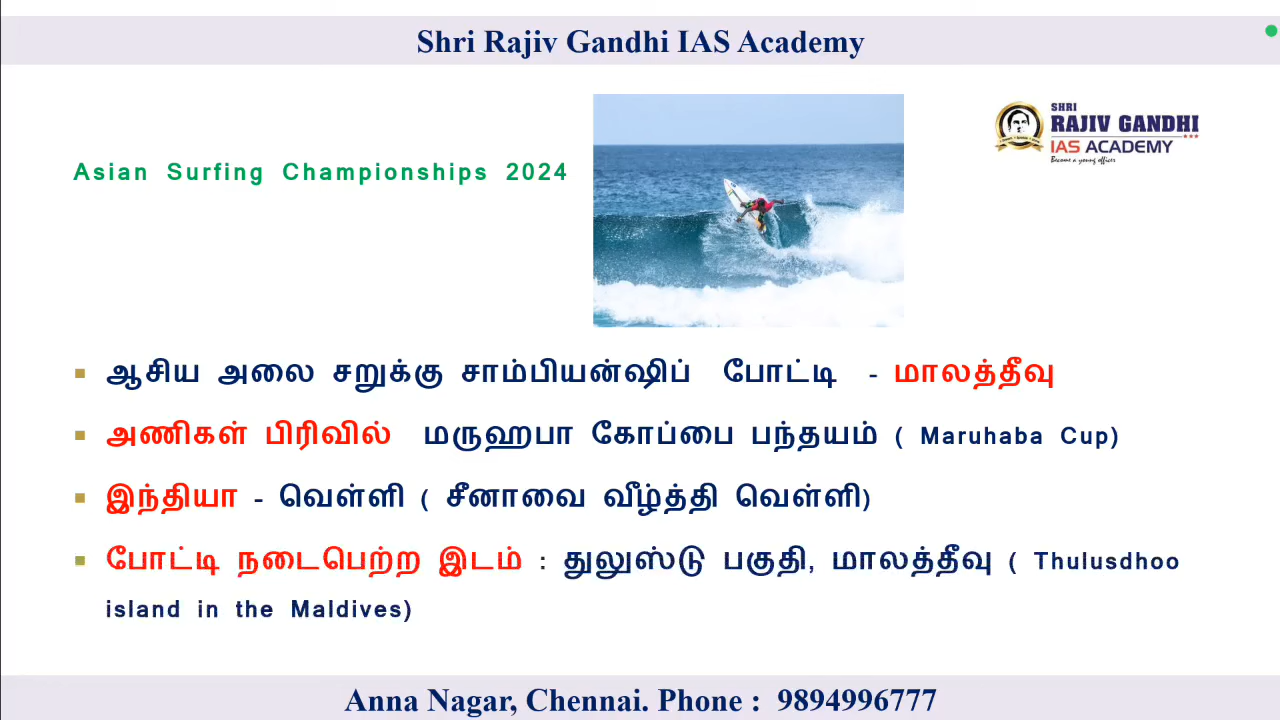 Shri Rajiv Gandhi IAS Academy
SHRI
RAJIV GANDHI
IAS ACADEMY
Become a young officer
Asian Surfing Championships 2024
ஆசிய அலை சறுக்கு சாம்பியன்ஷிப் போட்டி - மாலத்தீவு
அணிகள் பிரிவில் மருஹபா கோப்பை பந்தயம் ( Maruhaba Cup)
இந்தியா - வெள்ளி ( சீனாவை வீழ்த்தி வெள்ளி)
போட்டி நடைபெற்ற இடம் : துலுஸ்டு பகுதி, மாலத்தீவு ( Thulusdhoo
island in the Maldives)
Anna Nagar, Chennai. Phone : 9894996777